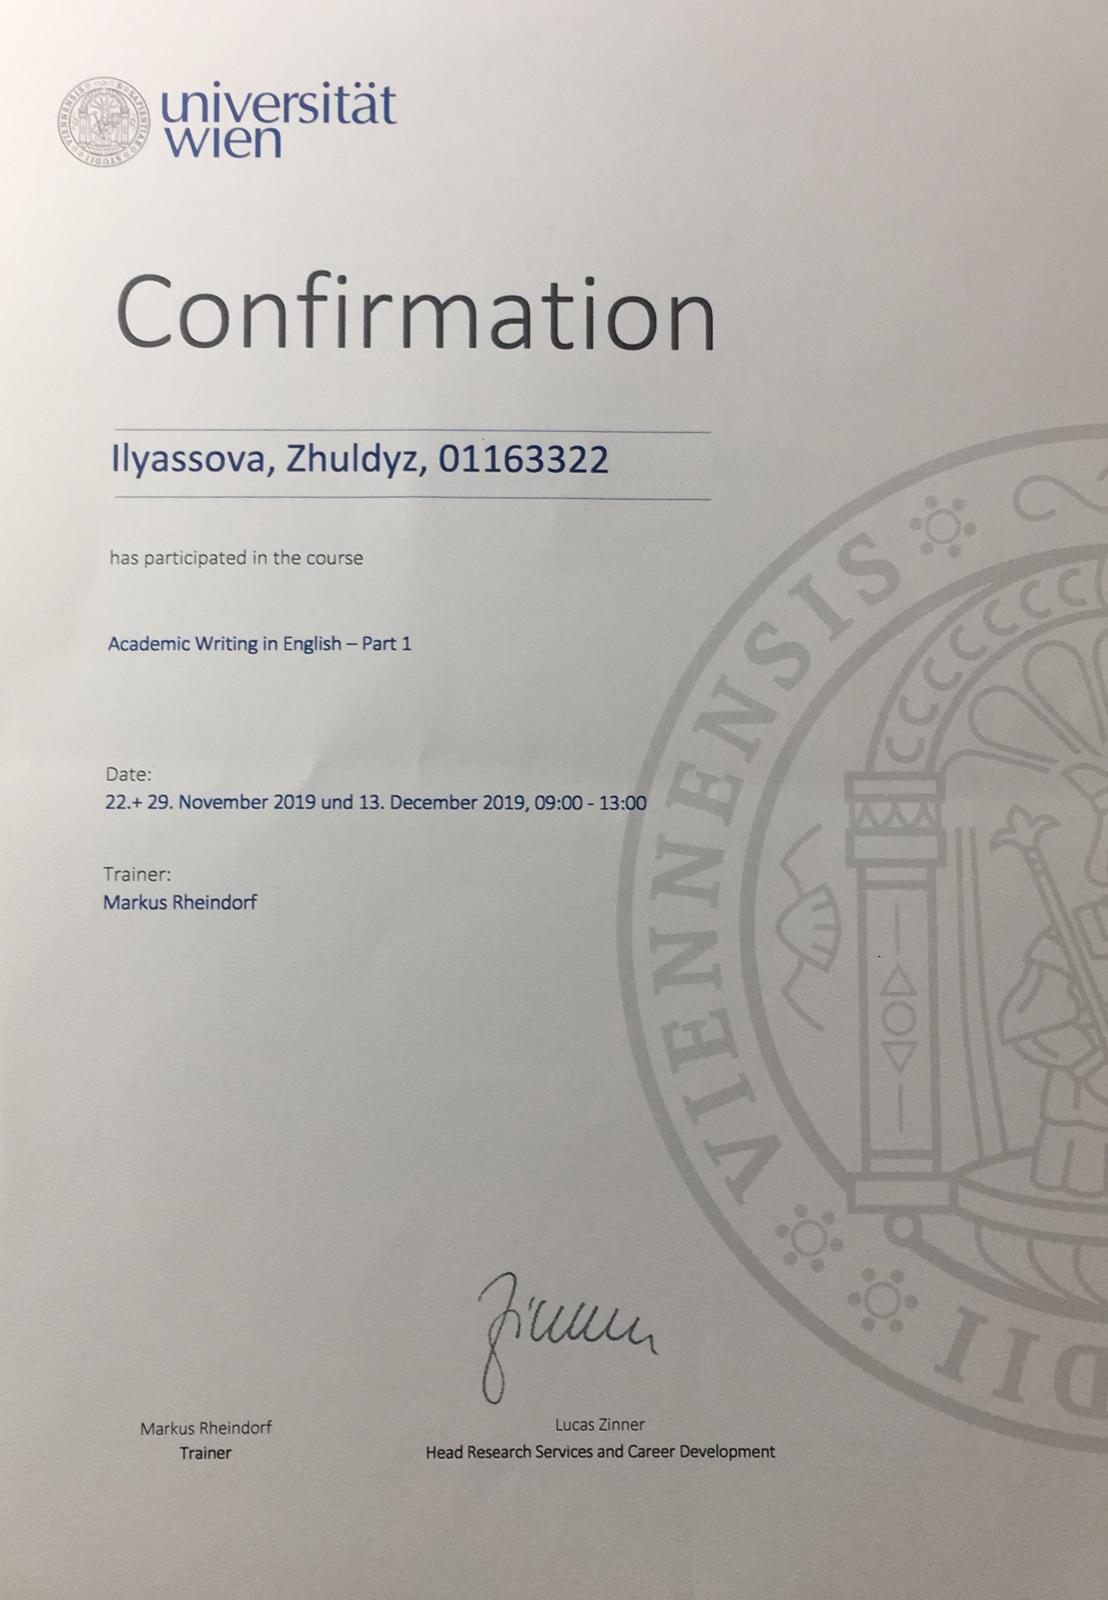 universität
wien
Confirmation
Ilyassova, Zhuldyz, 01163322
has participated in the course
Academic Writing in English – Part 1
Date:
22.+ 29. November 2019 und 13. December 2019, 09:00 - 13:00
Trainer:
Markus Rheindorf
VIENNENSIS
DII
Zinner
Markus Rheindorf
Trainer
Lucas Zinner
Head Research Services and Career Development